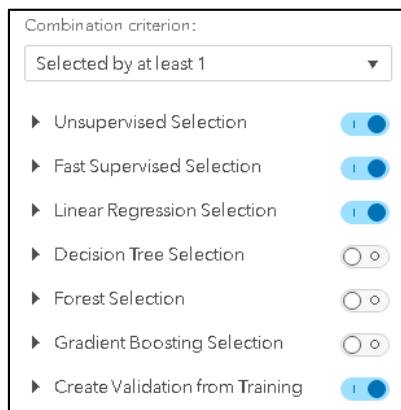 Combination criterion:
Selected by at least 1
Unsupervised Selection
Fast Supervised Selection
Linear Regression Selection
Decision Tree Selection
Forest Selection
Gradient Boosting Selection
Create Validation from Training